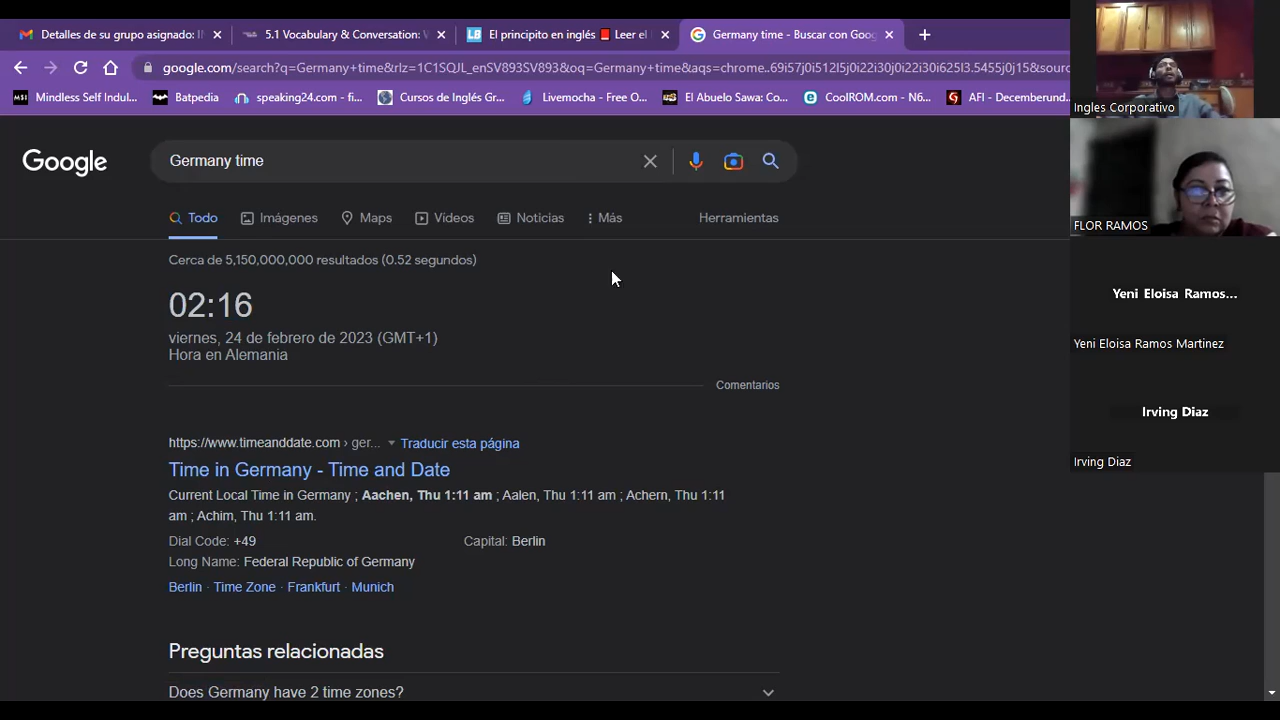 Detalles de su grupo asignado: IN
5.1 Vocabulary & Conversation: W
El principito en inglés 📕 Leer el l
Germany time - Buscar con Goog
google.com/search?q=Germany+time&rlz=1C1SQJL_enSV893SV893&oq=Germany+time&aqs=chrome..69i57j0i512l5j0i22i30j0i22i30i625l3.5455j0j15&sourc
Mindless Self Indul...
Batpedia
speaking24.com - fi...
Cursos de Inglés Gr...
Livemocha - Free O...
El Abuelo Sawa: Co...
CoolROM.com - N6...
AFI - Decemberund...
Google
Germany time
Todo
Imágenes
Maps
Vídeos
Noticias
Más
Herramientas
Cerca de 5,150,000,000 resultados (0.52 segundos)
02:16
viernes, 24 de febrero de 2023 (GMT+1)
Hora en Alemania
Comentarios
https://www.timeanddate.com › ger... Traducir esta página
Time in Germany - Time and Date
Current Local Time in Germany ; Aachen, Thu 1:11 am ; Aalen, Thu 1:11 am ; Achern, Thu 1:11
am ; Achim, Thu 1:11 am.
Dial Code: +49 Capital: Berlin
Long Name: Federal Republic of Germany
Berlin · Time Zone · Frankfurt · Munich
Preguntas relacionadas
Does Germany have 2 time zones?
Ingles Corporativo
FLOR RAMOS
Yeni Eloisa Ramos...
Yeni Eloisa Ramos Martinez
Irving Diaz
Irving Diaz